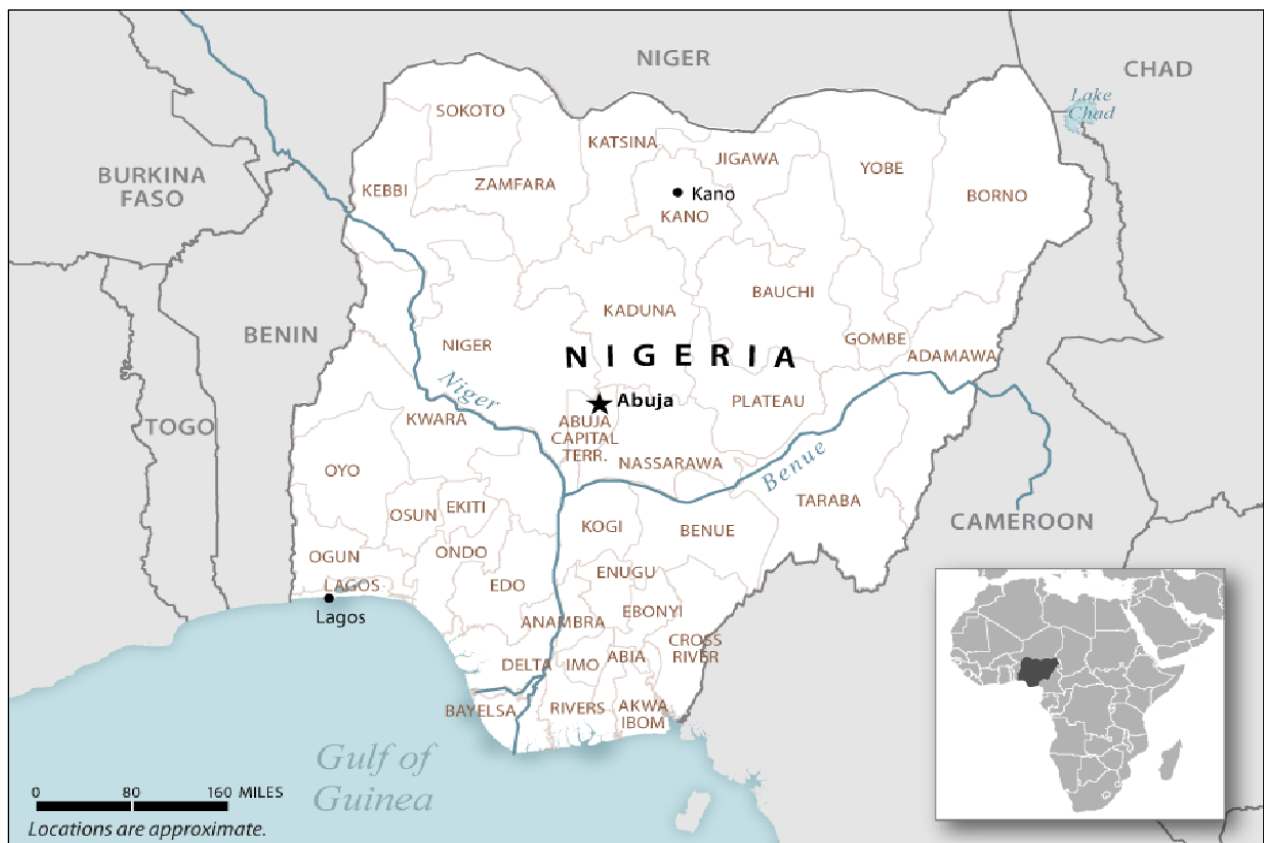 NIGER
CHAD
Lake
Chad
SOKOTO
KATSINA
JIGAWA
YOBE
BURKINA
FASO
KEBBI
ZAMFARA
Kano
KANO
BORNO
BAUCHI
KADUNA
BENIN
NIGER
GOMBE
ADAMAWA
NIGERIA
Niger
Abuja
PLATEAU
TOGO
KWARA
ABUJA
CAPITAL
TERR.
NASSARAWA
Benue
OYO
TARABA
OSUN
EKITI
KOGI
BENUE
CAMEROON
OGUN
ONDO
ENUGU
LAGOS
EDO
Lagos
ANAMBRA
EBONYI
CROSS
RIVER
DELTA
IMO
ABIA
BAYELSA
RIVERS
AKWA
IBOM
Gulf of
Guinea
0 80 160 MILES
Locations are approximate.